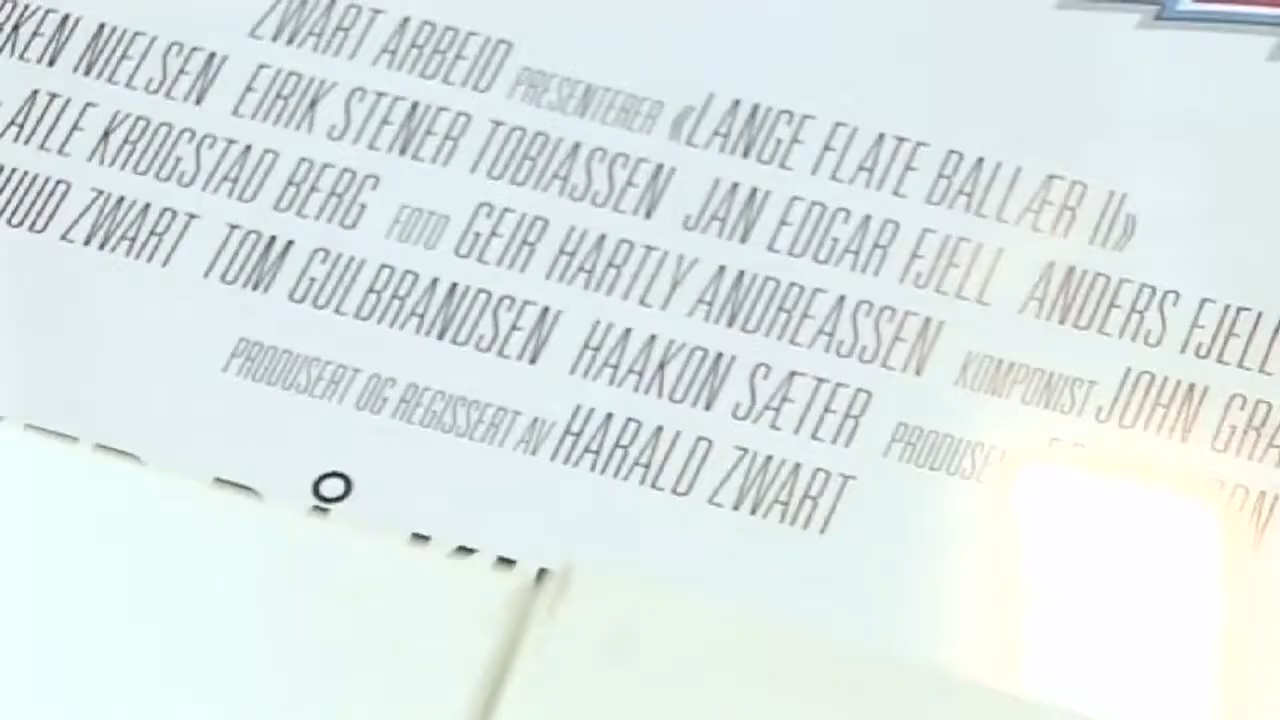 ZWART ARBEID PRESENTERER «LANGE FLATE BALLÆR II»
NIELSEN EIRIK STENER TOBIASSEN JAN EDGAR FJELL ANDERS FJELL
ATLE KROGSTAD BERG FOTO GEIR HARTLY ANDREASSEN KOMPONIST JOHN
ZWART TOM GULBRANDSEN HAAKON SÆTER
PRODUSERT OG REGISSERT AV HARALD ZWART